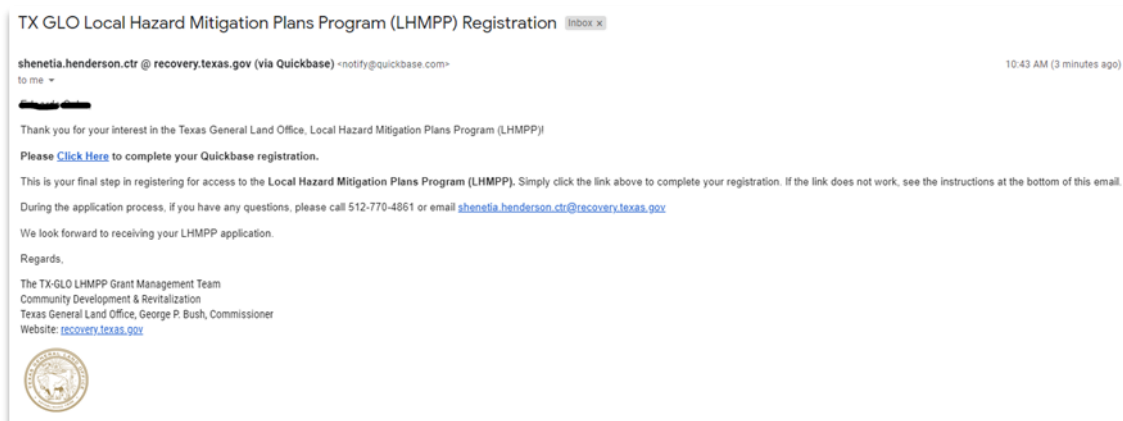 TX GLO Local Hazard Mitigation Plans Program (LHMPP) Registration Inbox x
shenetia.henderson.ctr @ recovery.texas.gov (via Quickbase) <notify@quickbase.com> 10:43 AM (3 minutes ago)
to me
Thank you for your interest in the Texas General Land Office, Local Hazard Mitigation Plans Program (LHMPP)!
Please Click Here to complete your Quickbase registration.
This is your final step in registering for access to the Local Hazard Mitigation Plans Program (LHMPP). Simply click the link above to complete your registration. If the link does not work, see the instructions at the bottom of this email.
During the application process, if you have any questions, please call 512-770-4861 or email shenetia.henderson.ctr@recovery.texas.gov
We look forward to receiving your LHMPP application.
Regards,
The TX-GLO LHMPP Grant Management Team
Community Development & Revitalization
Texas General Land Office, George P. Bush, Commissioner
Website: recovery.texas.gov
TEXAS GENERAL LAND OFFICE